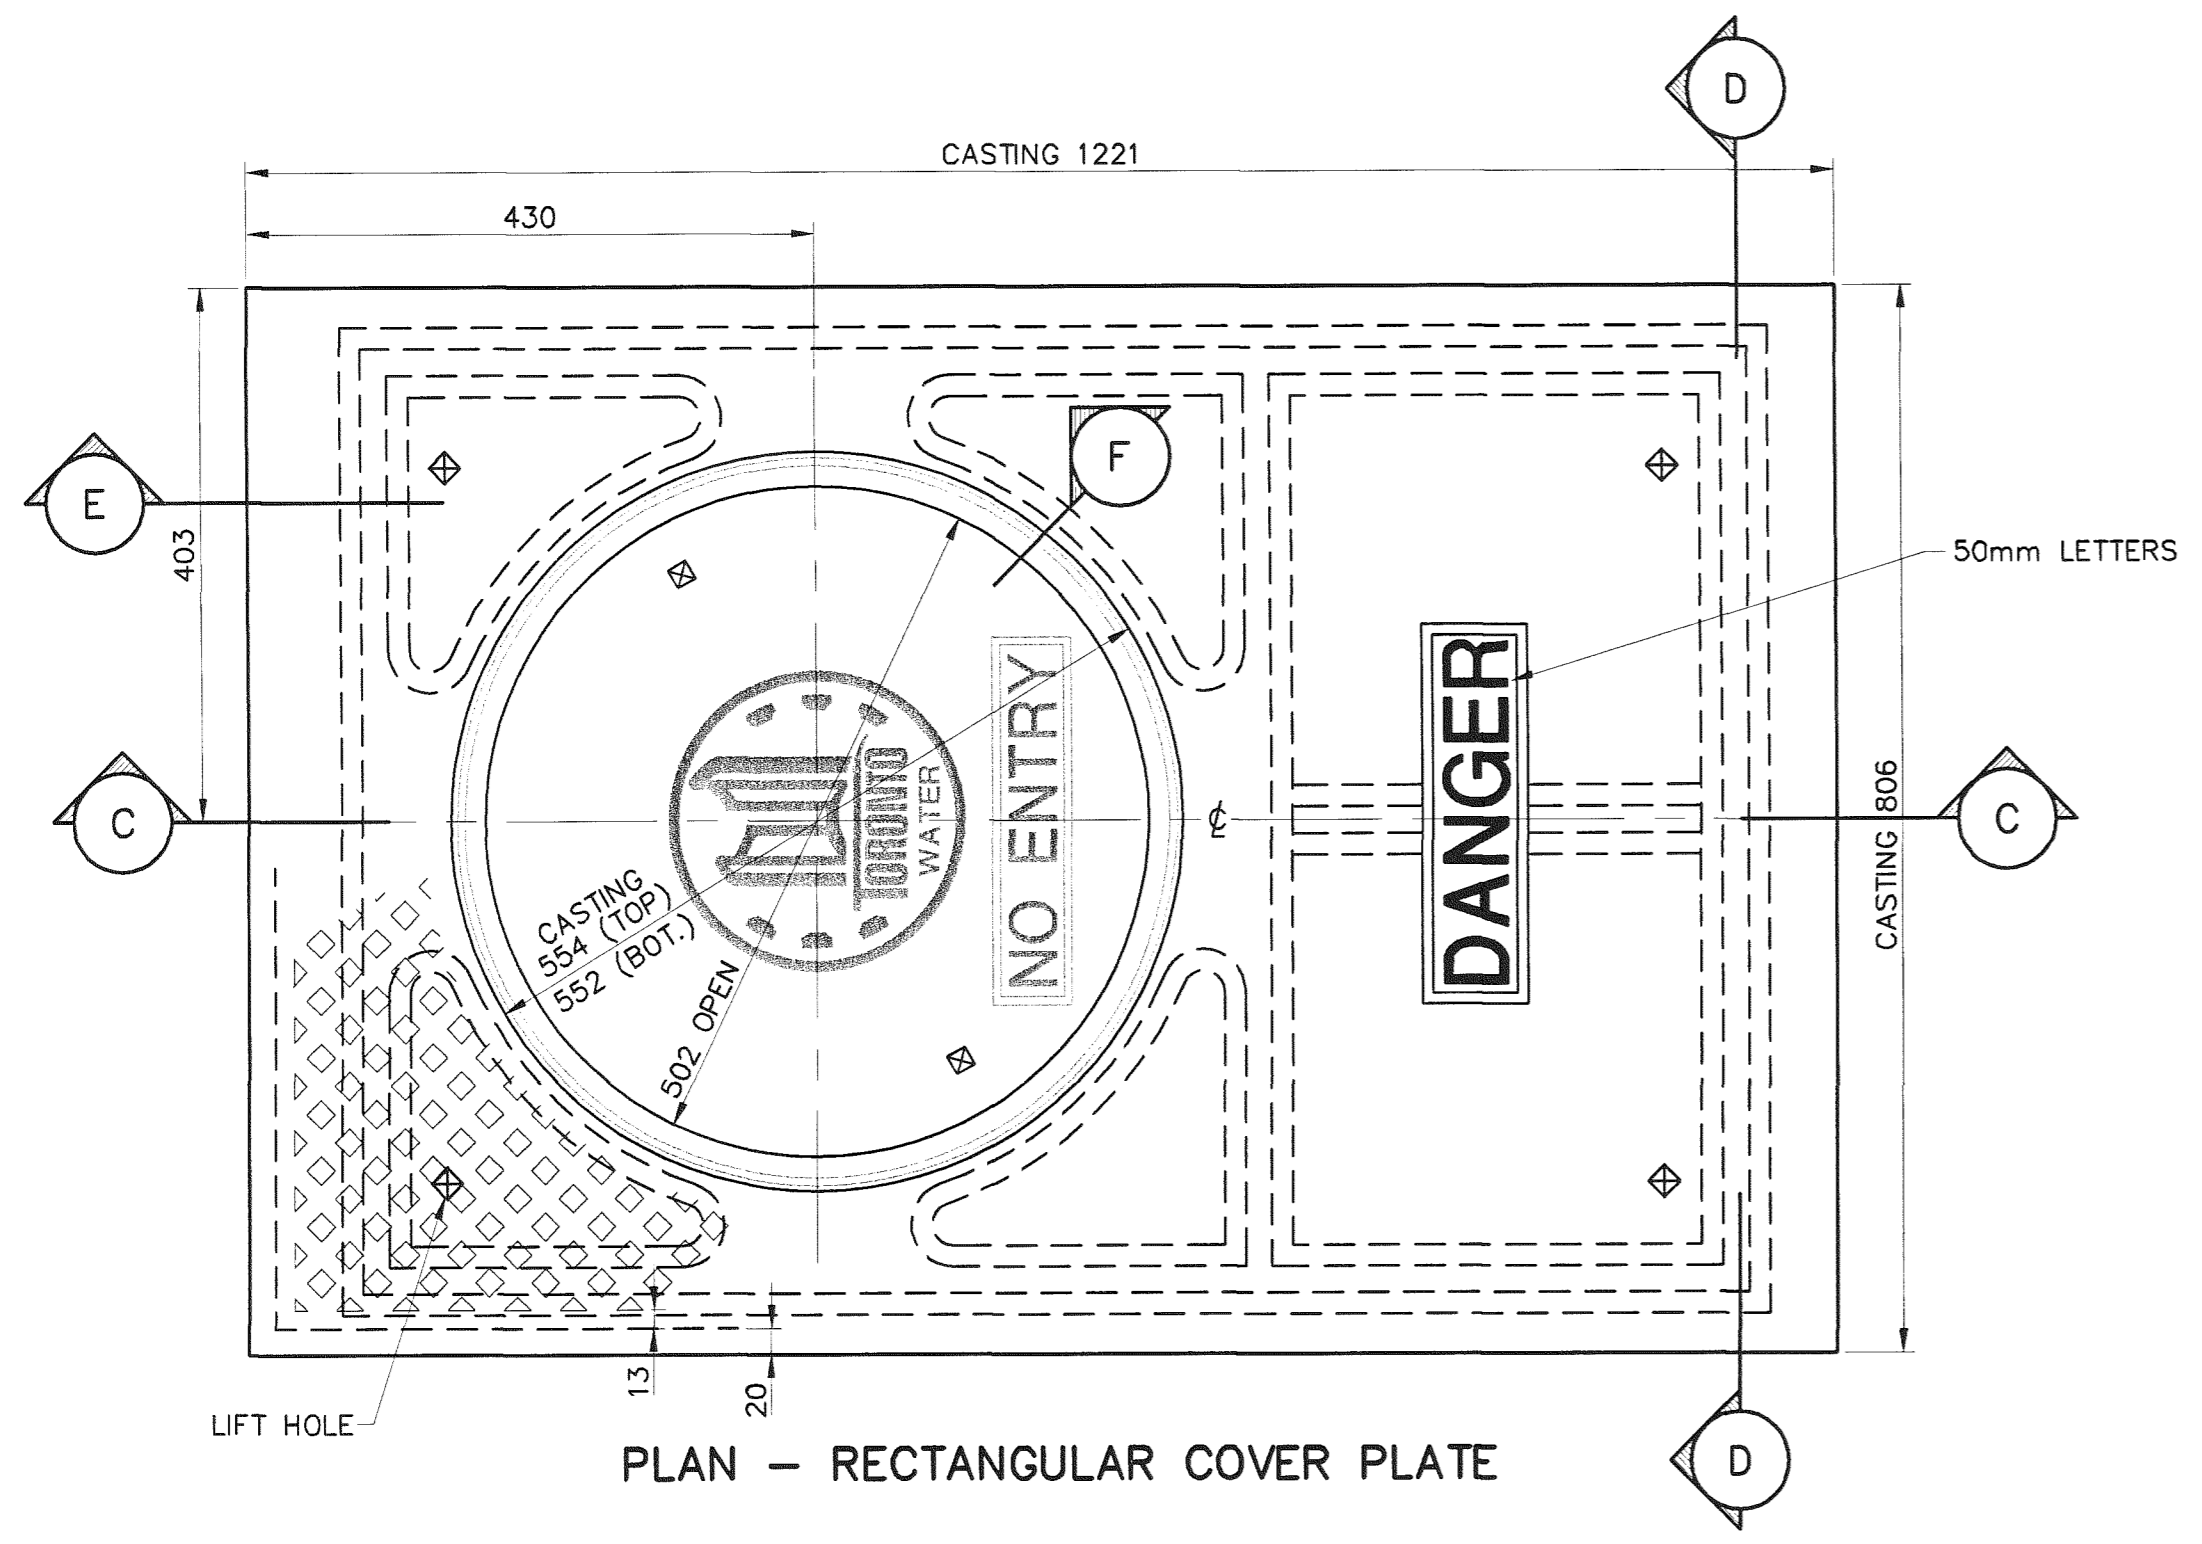 D
CASTING 1221
430
F
E
403
50mm LETTERS
DANGER
NO ENTRY
TORONTO
WATER
C
℄
C
CASTING 806
CASTING
554 (TOP)
552 (BOT.)
502 OPEN
13
20
LIFT HOLE
PLAN – RECTANGULAR COVER PLATE
D